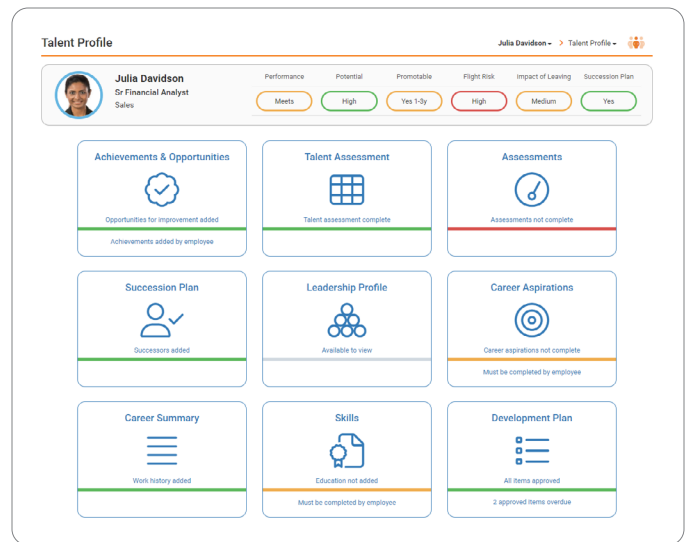 Talent Profile
Julia Davidson > Talent Profile
Julia Davidson
Sr Financial Analyst
Sales
Performance Potential Promotable Flight Risk Impact of Leaving Succession Plan
Meets High Yes 1-3y High Medium Yes
Achievements & Opportunities
Opportunities for improvement added
Achievements added by employee
Talent Assessment
Talent assessment complete
Assessments
Assessments not complete
Succession Plan
Successors added
Leadership Profile
Available to view
Career Aspirations
Career aspirations not complete
Must be completed by employee
Career Summary
Work history added
Skills
Education not added
Must be completed by employee
Development Plan
All items approved
2 approved items overdue